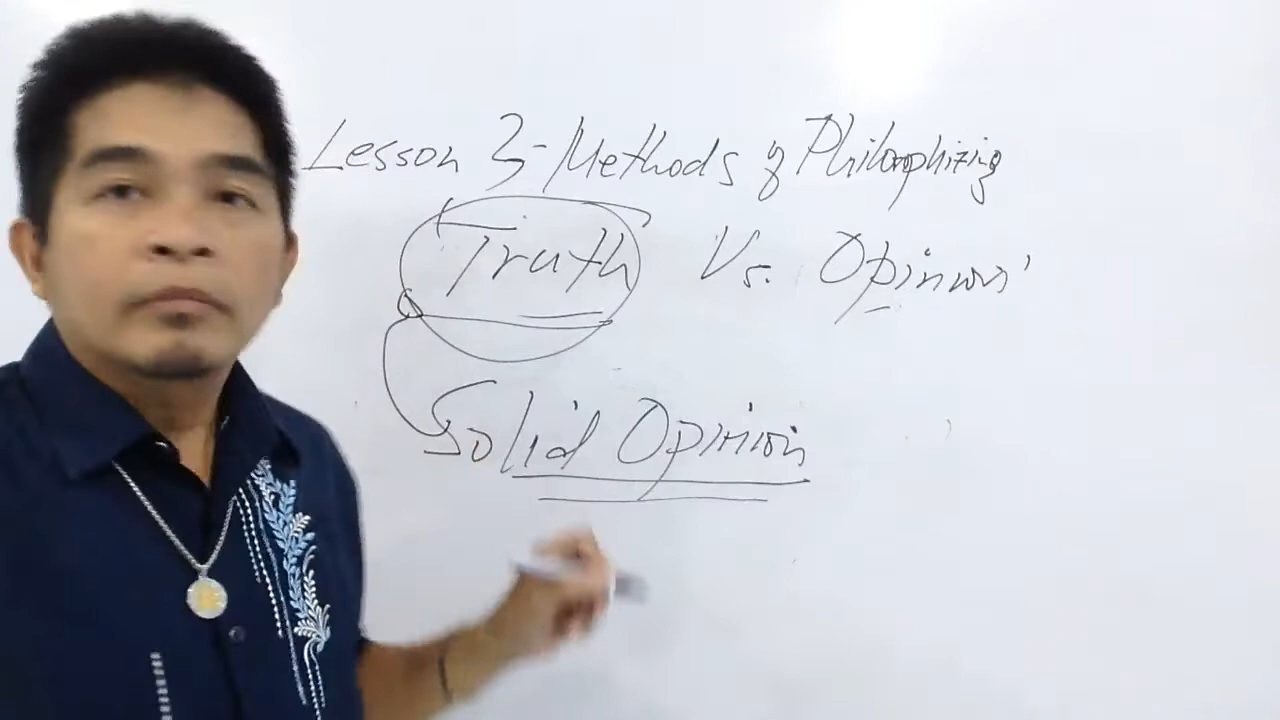 Lesson 3 - Methods of Philosophizing
Truth Vs. Opinion
Solid Opinion